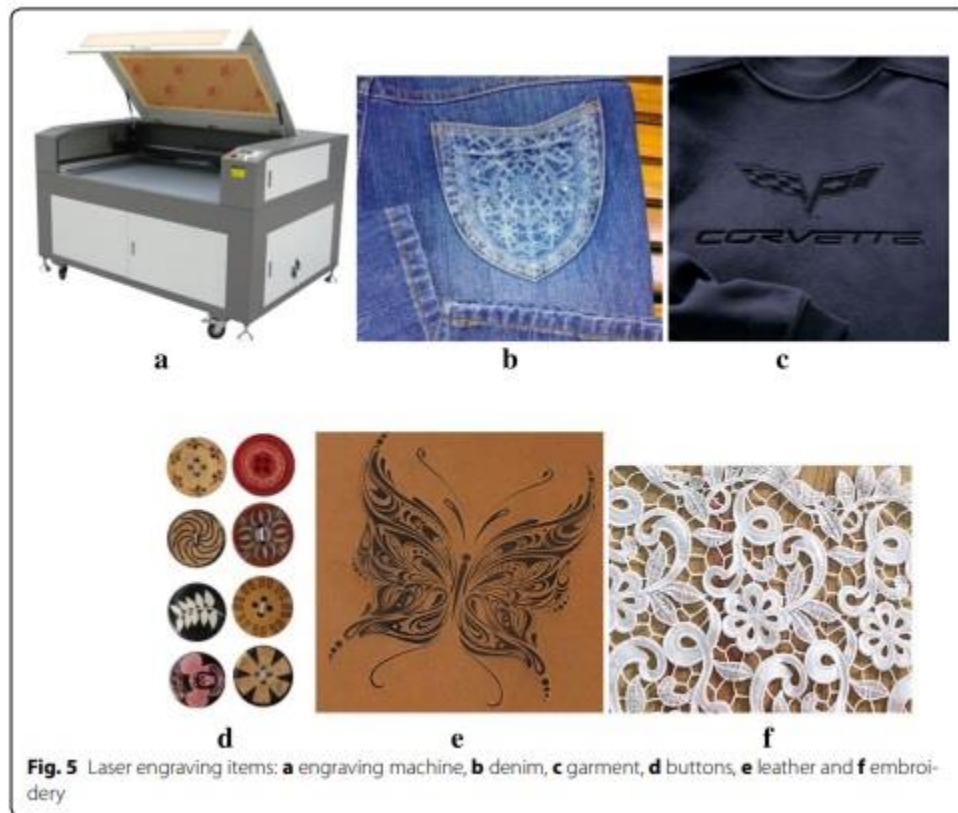 CORVETTE
a
b
c
d
e
f
Fig. 5 Laser engraving items: a engraving machine, b denim, c garment, d buttons, e leather and f embroi-
dery